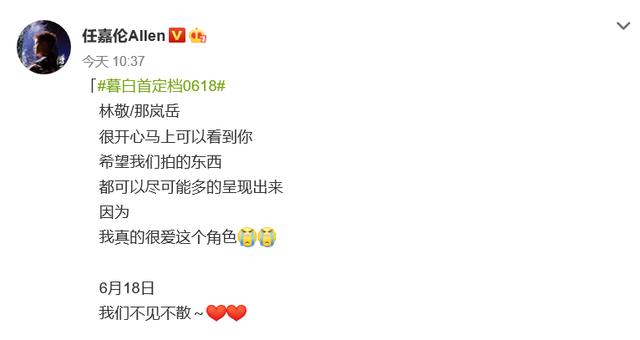 任嘉伦Allen
今天 10:37
「#暮白首定档0618#
林敬/那岚岳
很开心马上可以看到你
希望我们拍的东西
都可以尽可能多的呈现出来
因为
我真的很爱这个角色😭😭
6月18日
我们不见不散～❤❤